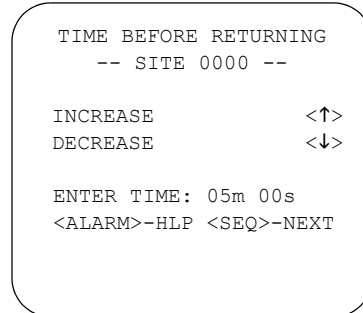 TIME BEFORE RETURNING
-- SITE 0000 --
INCREASE <↑>
DECREASE <↓>
ENTER TIME: 05m 00s
<ALARM>-HLP <SEQ>-NEXT